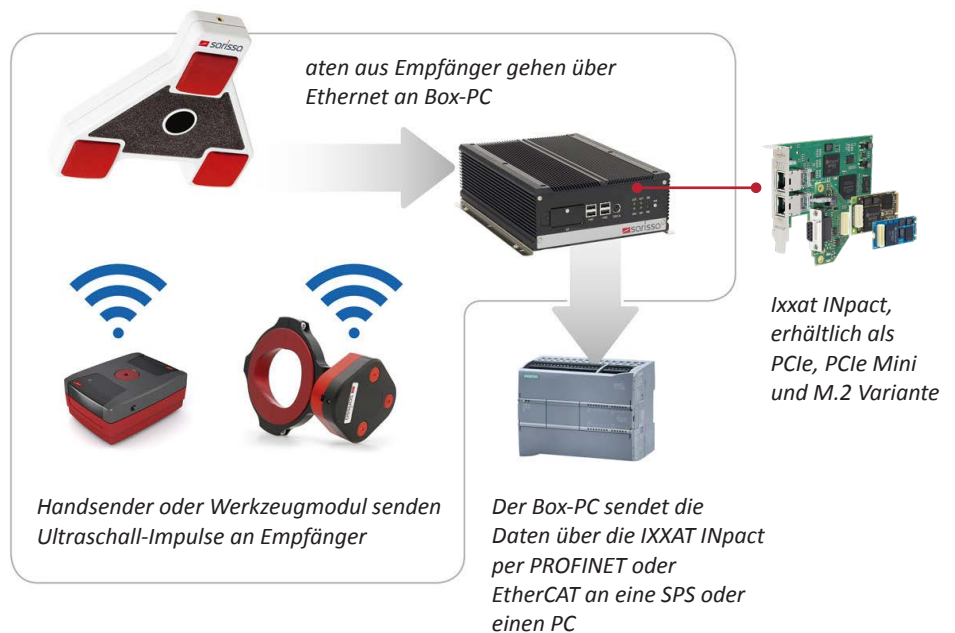 sarissa
aten aus Empfänger gehen über
Ethernet an Box-PC
sarissa
Ixxat INpact,
erhältlich als
PCIe, PCIe Mini
und M.2 Variante
Handsender oder Werkzeugmodul senden
Ultraschall-Impulse an Empfänger
Der Box-PC sendet die
Daten über die IXXAT INpact
per PROFINET oder
EtherCAT an eine SPS oder
einen PC